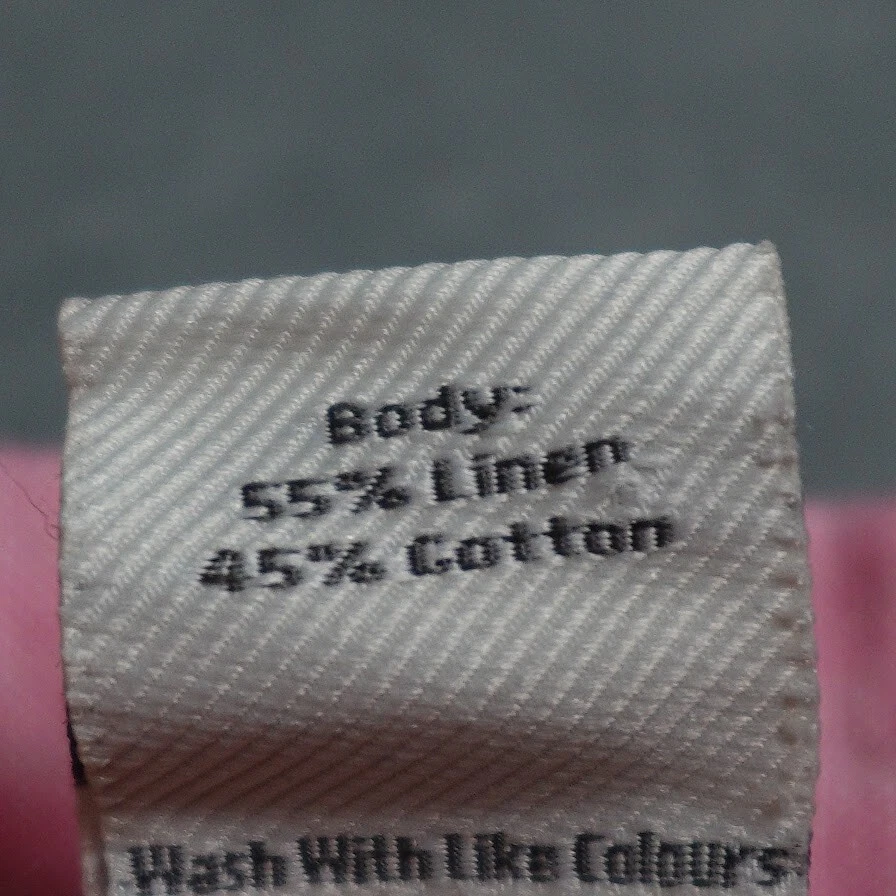 Body:
55% Linen
45% Cotton
Wash With Like Colours